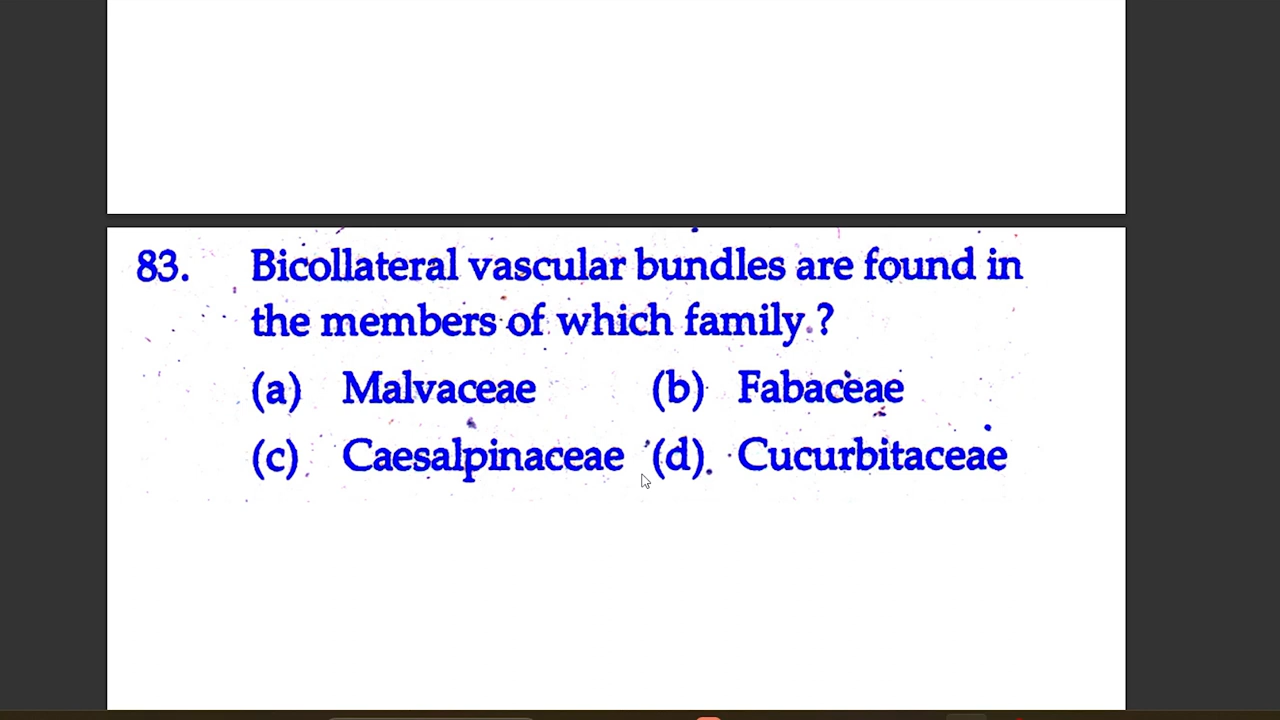 83. Bicollateral vascular bundles are found in
the members of which family ?
(a) Malvaceae (b) Fabaceae
(c) Caesalpinaceae (d) Cucurbitaceae